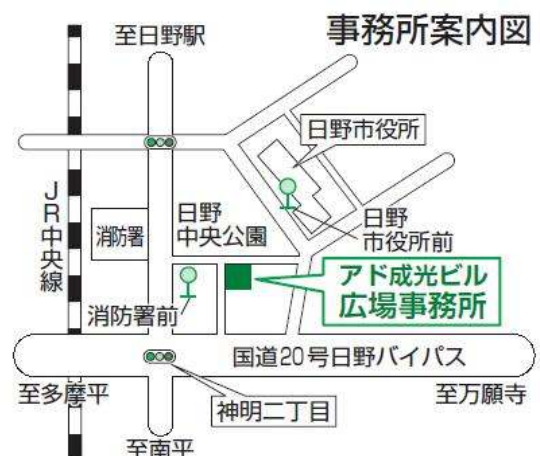 事務所案内図
至日野駅
日野市役所
JR中央線
消防署
日野
中央公園
日野
市役所前
消防署前
アド成光ビル
広場事務所
国道20号日野バイパス
至多摩平
神明二丁目
至万願寺
至南平